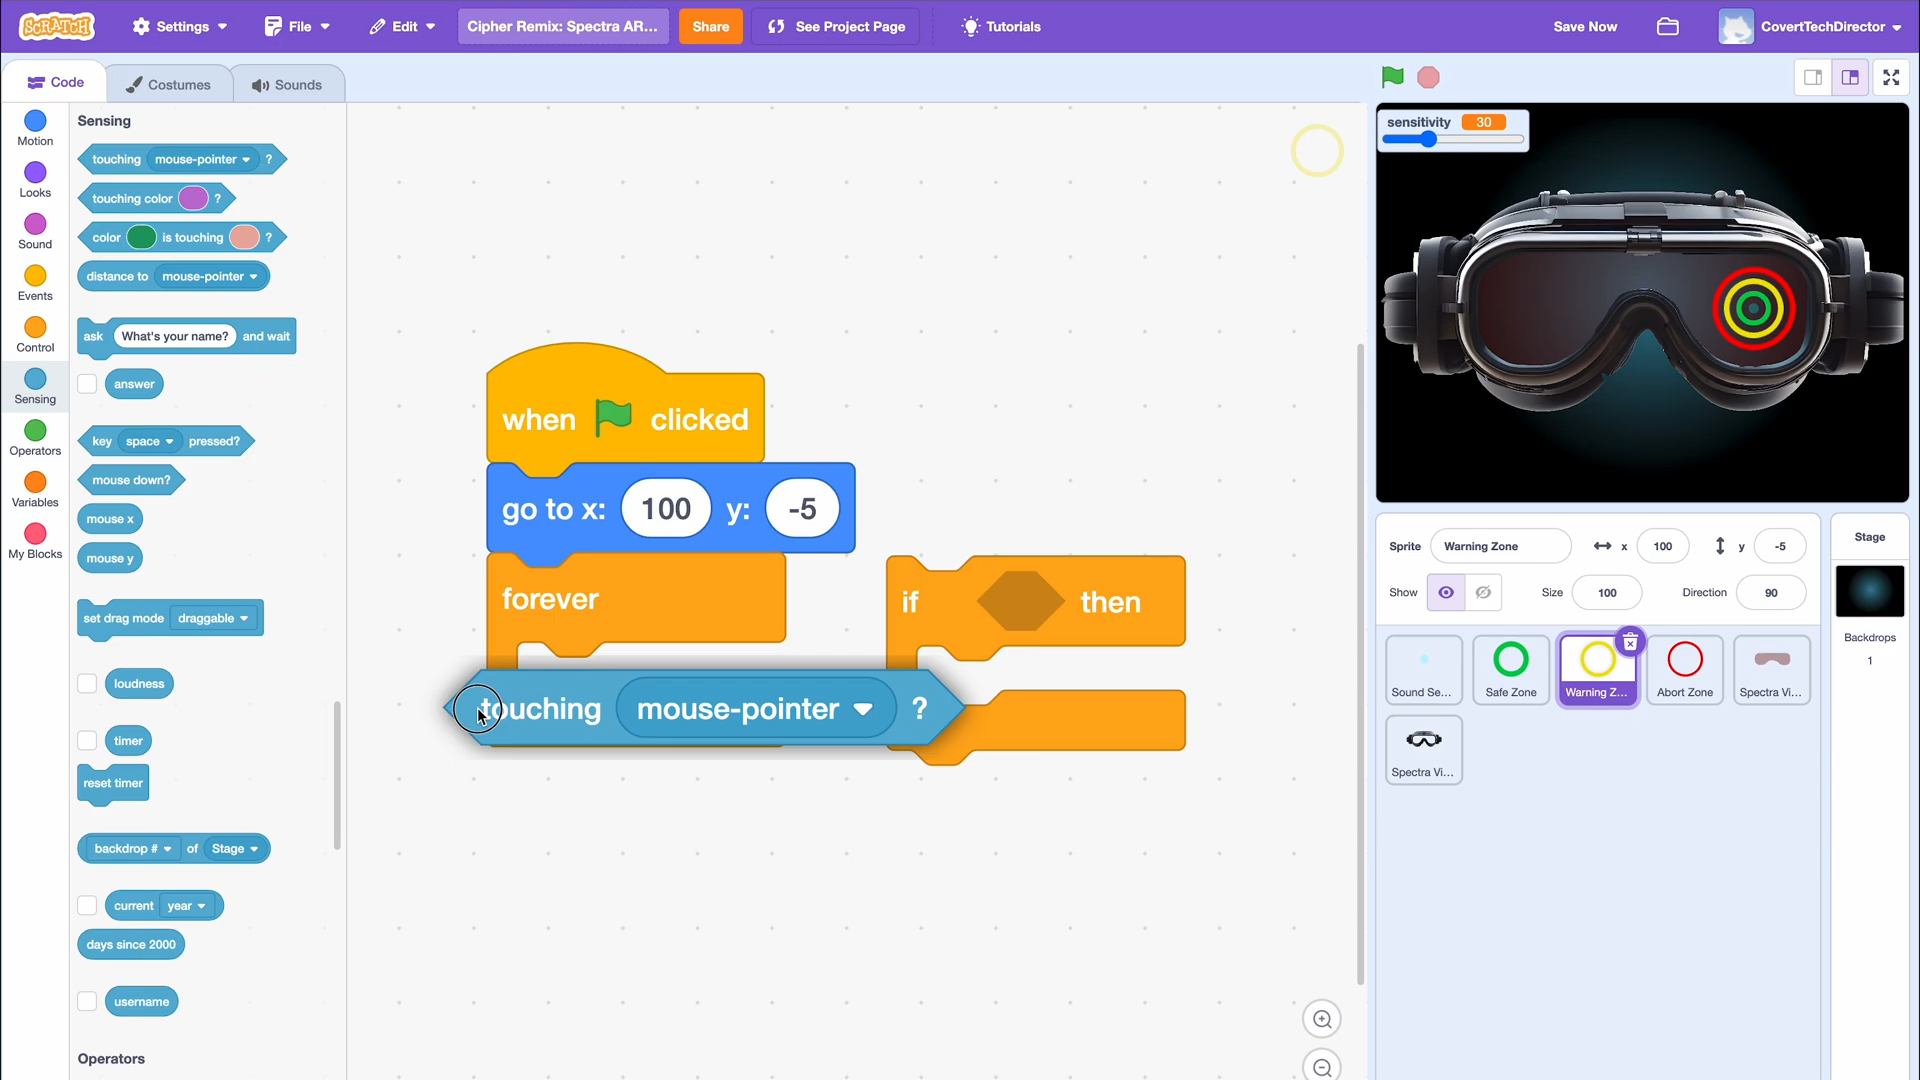 SCRATCH Settings File Edit Cipher Remix: Spectra AR... Share See Project Page Tutorials Save Now CovertTechDirector
Code Costumes Sounds
Motion
Looks
Sound
Events
Control
Sensing
Operators
Variables
My Blocks
Sensing
touching mouse-pointer ?
touching color ?
color is touching ?
distance to mouse-pointer
ask What's your name? and wait
answer
key space pressed?
mouse down?
mouse x
mouse y
set drag mode draggable
loudness
timer
reset timer
backdrop # of Stage
current year
days since 2000
username
Operators
when clicked
go to x: 100 y: -5
forever
if then
touching mouse-pointer ?
sensitivity 30
Sprite Warning Zone x 100 y -5
Show Size 100 Direction 90
Sound Se... Safe Zone Warning Z... Abort Zone Spectra Vi...
Spectra Vi...
Stage
Backdrops
1